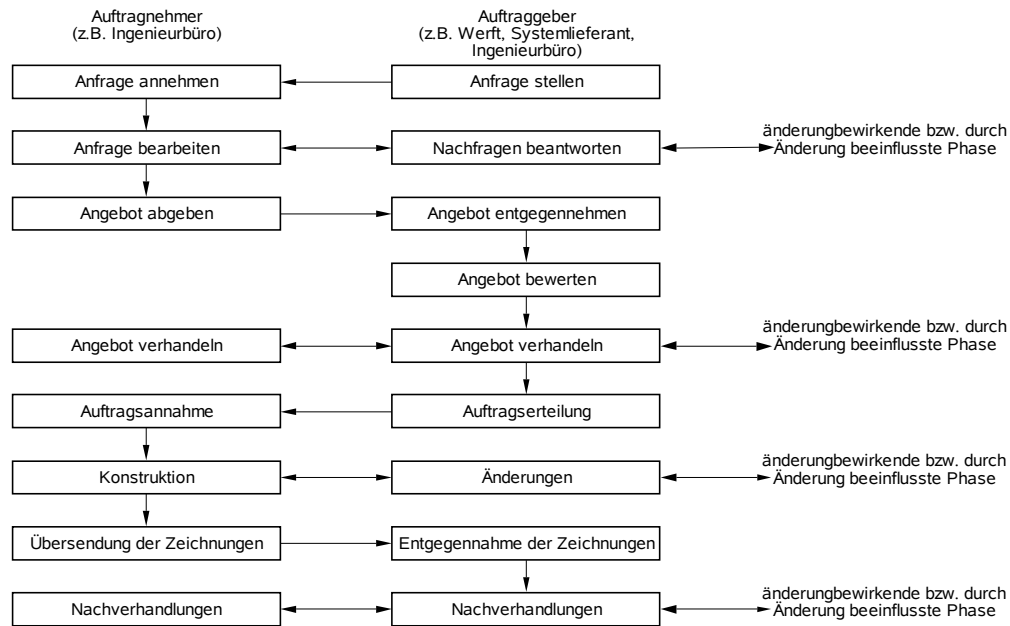 Auftragnehmer
(z.B. Ingenieurbüro)
Auftraggeber
(z.B. Werft, Systemlieferant,
Ingenieurbüro)
Anfrage annehmen
Anfrage stellen
Anfrage bearbeiten
Nachfragen beantworten
änderungbewirkende bzw. durch
Änderung beeinflusste Phase
Angebot abgeben
Angebot entgegennehmen
Angebot bewerten
Angebot verhandeln
Angebot verhandeln
änderungbewirkende bzw. durch
Änderung beeinflusste Phase
Auftragsannahme
Auftragserteilung
Konstruktion
Änderungen
änderungbewirkende bzw. durch
Änderung beeinflusste Phase
Übersendung der Zeichnungen
Entgegennahme der Zeichnungen
Nachverhandlungen
Nachverhandlungen
änderungbewirkende bzw. durch
Änderung beeinflusste Phase